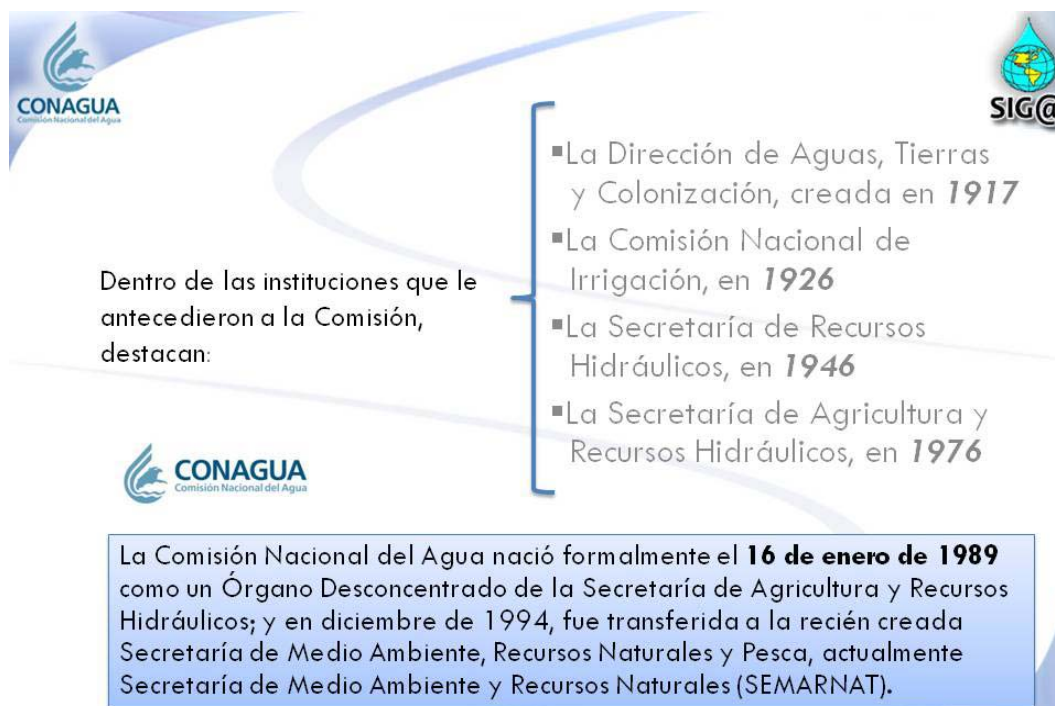 CONAGUA
Comisión Nacional del Agua
SIG@
Dentro de las instituciones que le
antecedieron a la Comisión,
destacan:
▪La Dirección de Aguas, Tierras
y Colonización, creada en 1917
▪La Comisión Nacional de
Irrigación, en 1926
▪La Secretaría de Recursos
Hidráulicos, en 1946
▪La Secretaría de Agricultura y
Recursos Hidráulicos, en 1976
CONAGUA
Comisión Nacional del Agua
La Comisión Nacional del Agua nació formalmente el 16 de enero de 1989
como un Órgano Desconcentrado de la Secretaría de Agricultura y Recursos
Hidráulicos; y en diciembre de 1994, fue transferida a la recién creada
Secretaría de Medio Ambiente, Recursos Naturales y Pesca, actualmente
Secretaría de Medio Ambiente y Recursos Naturales (SEMARNAT).